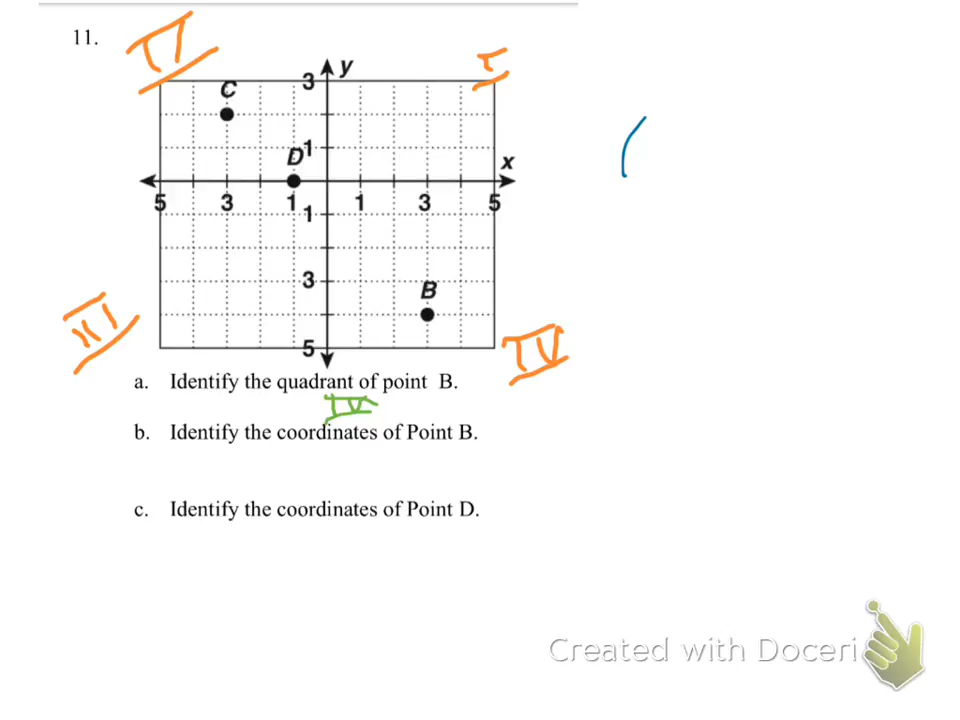 11.
II
I
3
y
C
1
D
x
5
3
1
1
3
5
1
3
B
III
5
IV
a. Identify the quadrant of point B.
IV
b. Identify the coordinates of Point B.
(
c. Identify the coordinates of Point D.
Created with Doceri